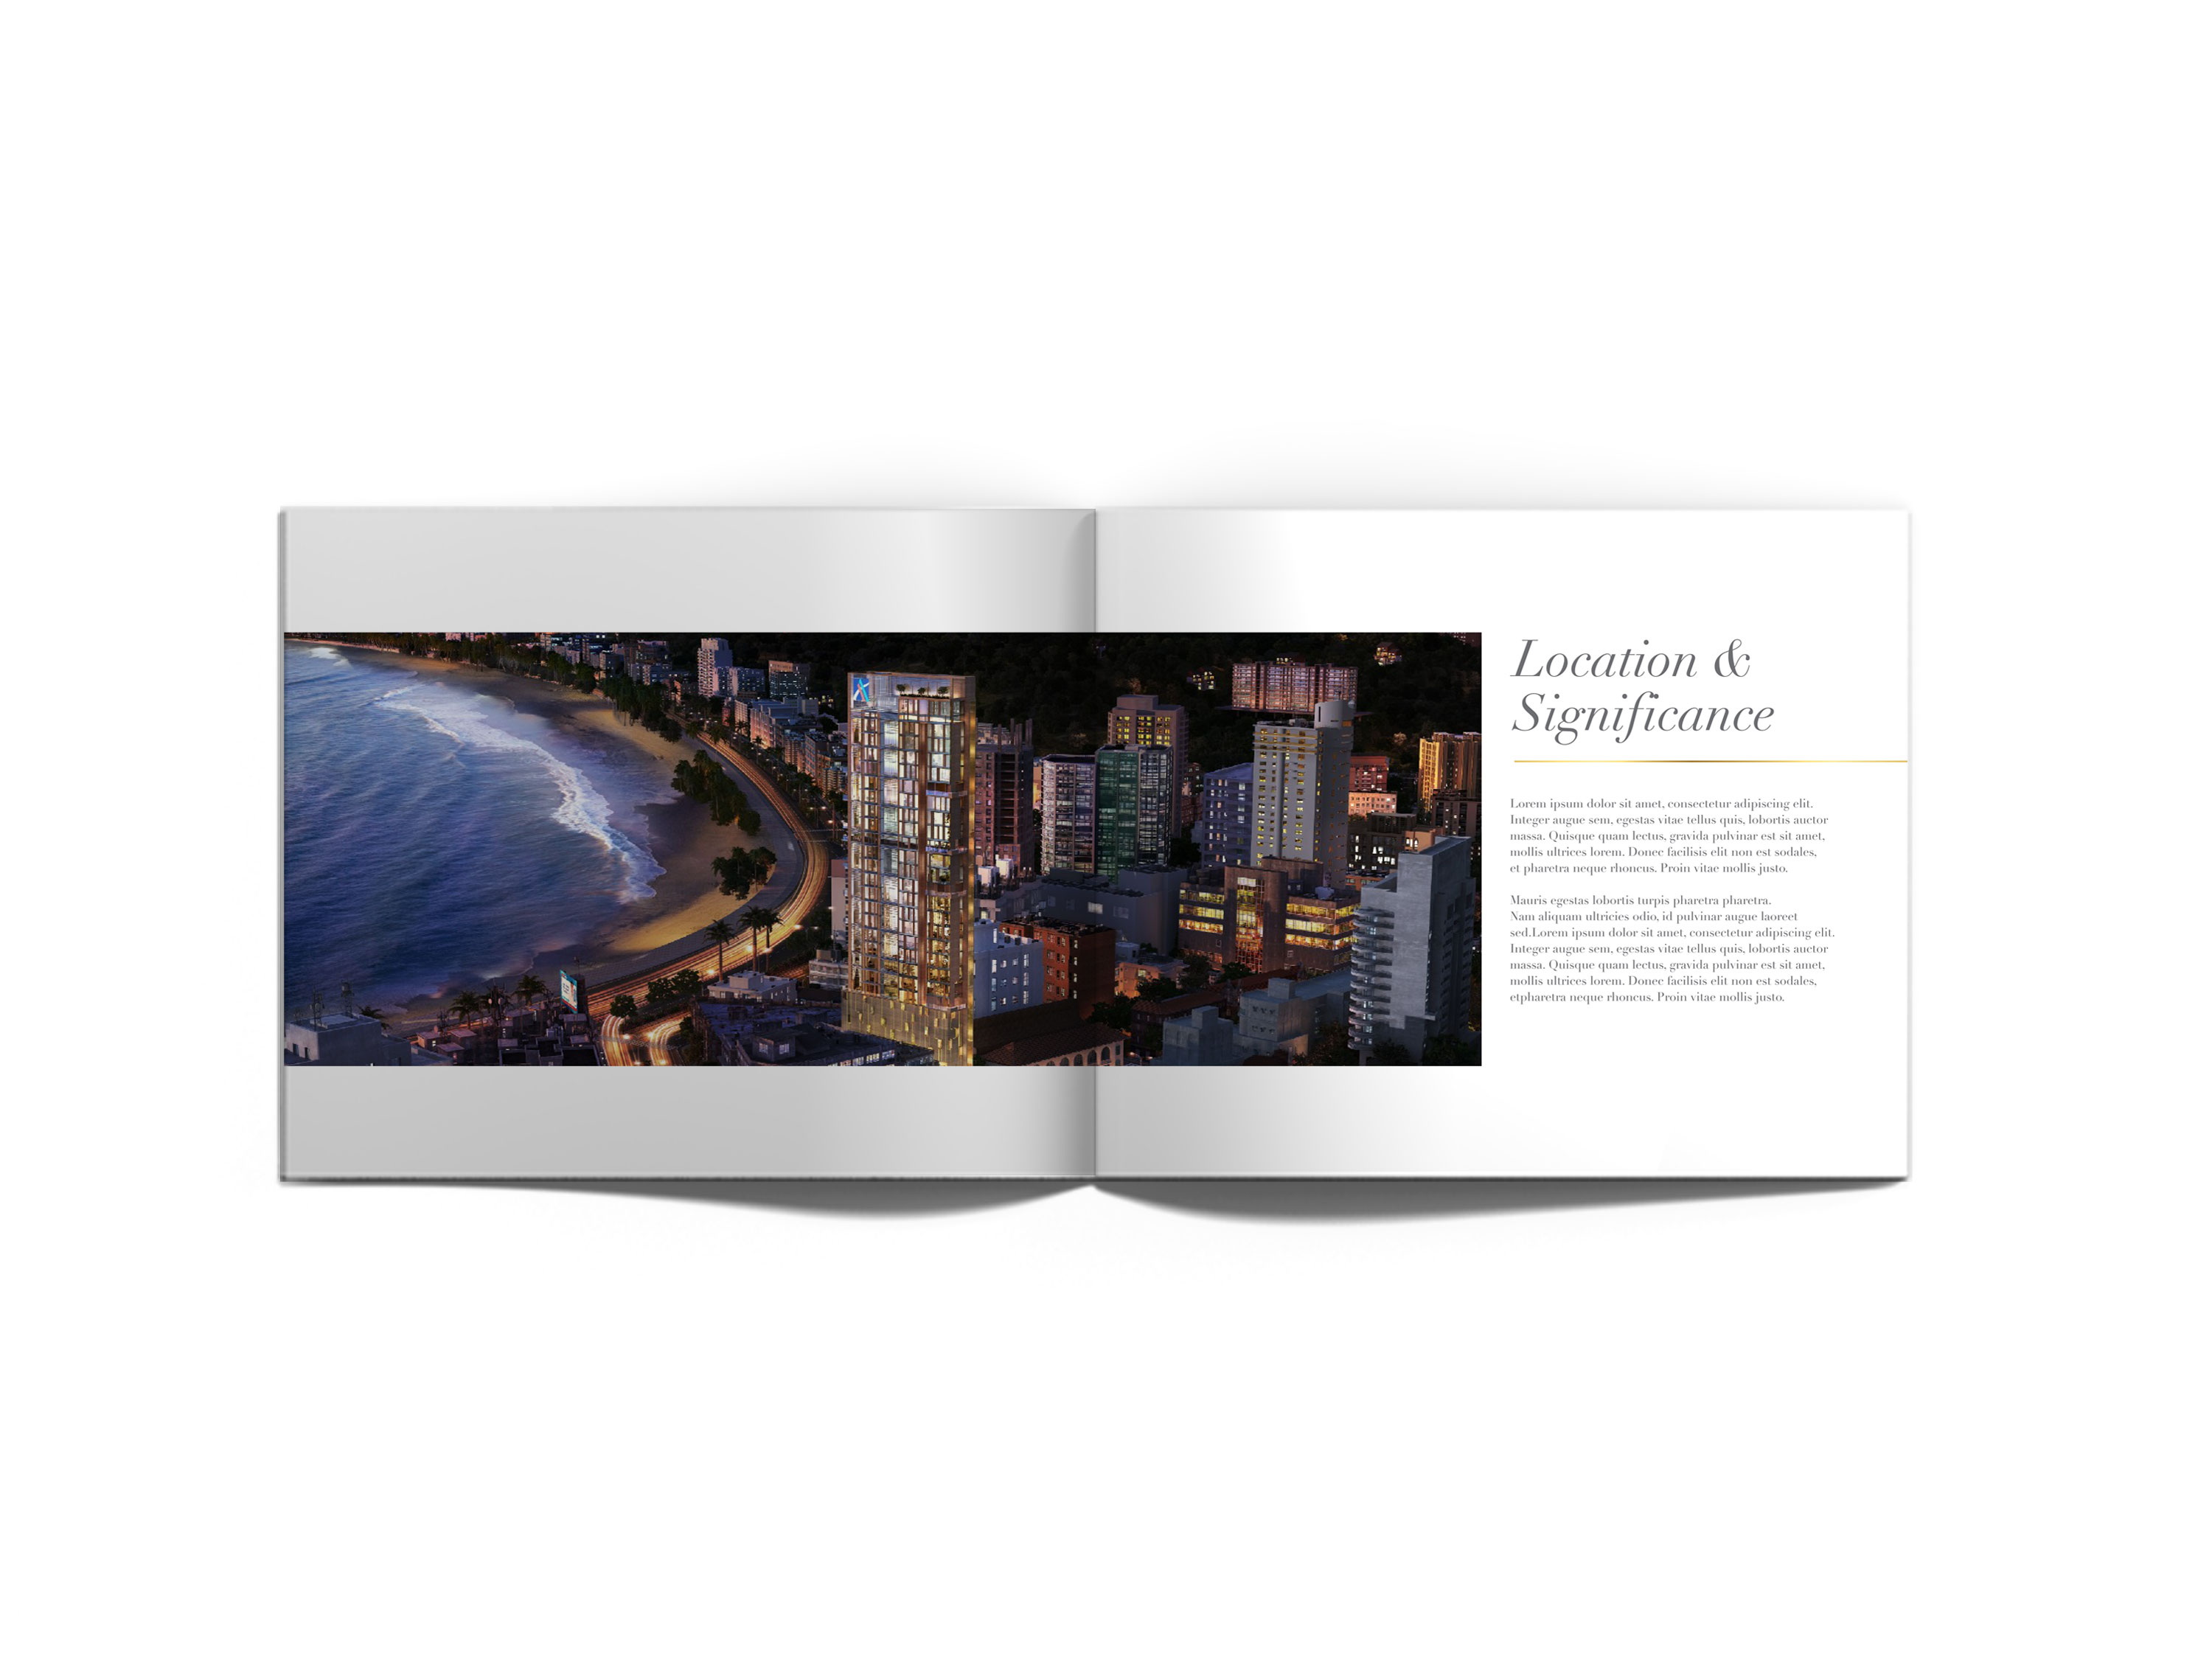 Location &
Significance
Lorem ipsum dolor sit amet, consectetur adipiscing elit.
Integer augue sem, egestas vitae tellus quis, lobortis auctor
massa. Quisque quam lectus, gravida pulvinar est sit amet,
mollis ultrices lorem. Donec facilisis elit non est sodales,
et pharetra neque rhoncus. Proin vitae mollis justo.
Mauris egestas lobortis turpis pharetra pharetra.
Nam aliquam ultricies odio, id pulvinar augue laoreet
sed.Lorem ipsum dolor sit amet, consectetur adipiscing elit.
Integer augue sem, egestas vitae tellus quis, lobortis auctor
massa. Quisque quam lectus, gravida pulvinar est sit amet,
mollis ultrices lorem. Donec facilisis elit non est sodales,
etpharetra neque rhoncus. Proin vitae mollis justo.